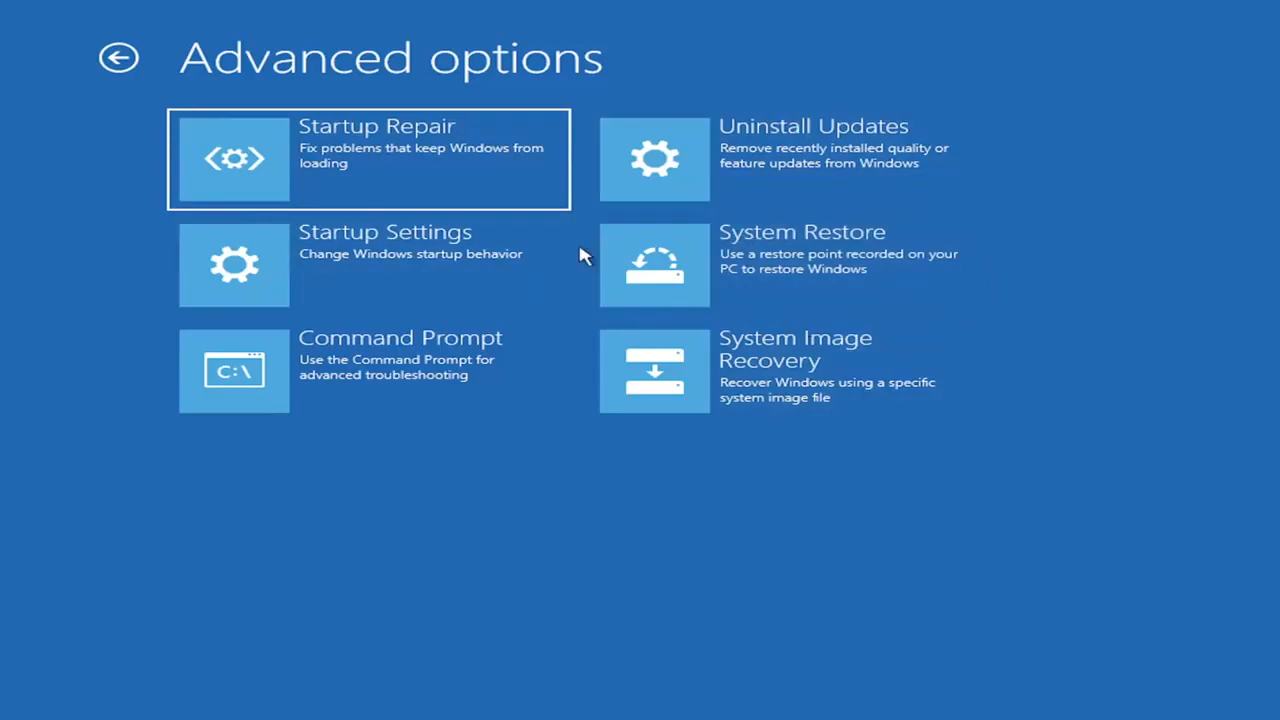 Advanced options
Startup Repair
Fix problems that keep Windows from
loading
Uninstall Updates
Remove recently installed quality or
feature updates from Windows
Startup Settings
Change Windows startup behavior
System Restore
Use a restore point recorded on your
PC to restore Windows
C:\
Command Prompt
Use the Command Prompt for
advanced troubleshooting
System Image
Recovery
Recover Windows using a specific
system image file